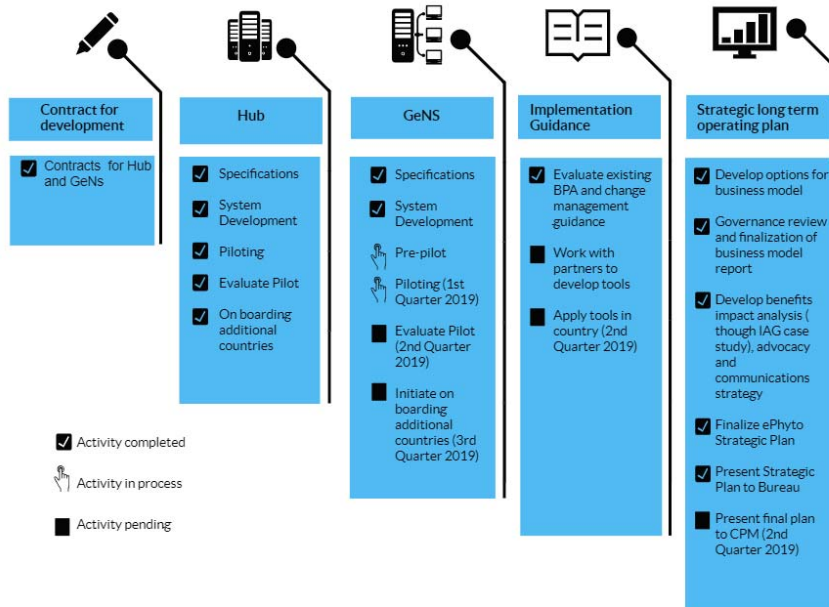 Contract for
development
Contracts for Hub
and GeNs
Hub
Specifications
System
Development
Piloting
Evaluate Pilot
On boarding
additional
countries
GeNS
Specifications
System
Development
Pre-pilot
Piloting (1st
Quarter 2019)
Evaluate Pilot
(2nd Quarter
2019)
Initiate on
boarding
additional
countries (3rd
Quarter 2019)
Implementation
Guidance
Evaluate existing
BPA and change
management
guidance
Work with
partners to
develop tools
Apply tools in
country (2nd
Quarter 2019)
Strategic long term
operating plan
Develop options for
business model
Governance review
and finalization of
business model
report
Develop benefits
impact analysis (
though IAG case
study), advocacy
and
communications
strategy
Finalize ePhyto
Strategic Plan
Present Strategic
Plan to Bureau
Present final plan
to CPM (2nd
Quarter 2019)
Activity completed
Activity in process
Activity pending